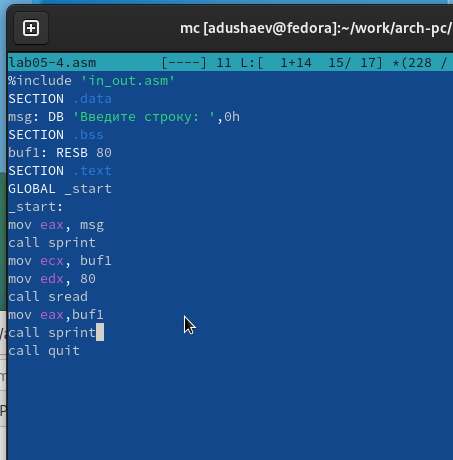 mc [adushaev@fedora]:~/work/arch-pc/
lab05-4.asm [----] 11 L:[ 1+14 15/ 17] *(228 /
%include 'in_out.asm'
SECTION .data
msg: DB 'Введите строку: ',0h
SECTION .bss
buf1: RESB 80
SECTION .text
GLOBAL _start
_start:
mov eax, msg
call sprint
mov ecx, buf1
mov edx, 80
call sread
mov eax,buf1
call sprint
call quit